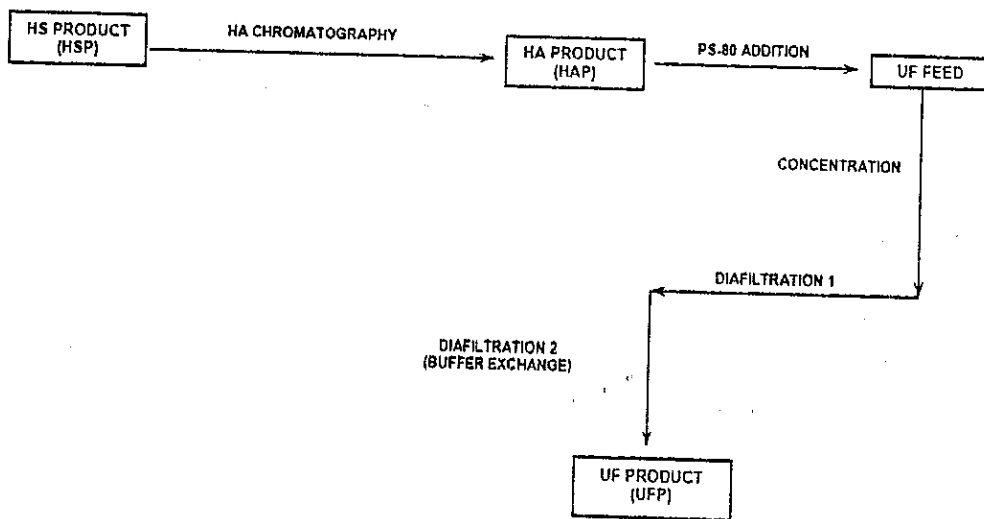 HS PRODUCT
(HSP)
HA CHROMATOGRAPHY
HA PRODUCT
(HAP)
PS-80 ADDITION
UF FEED
CONCENTRATION
DIAFILTRATION 1
DIAFILTRATION 2
(BUFFER EXCHANGE)
UF PRODUCT
(UFP)